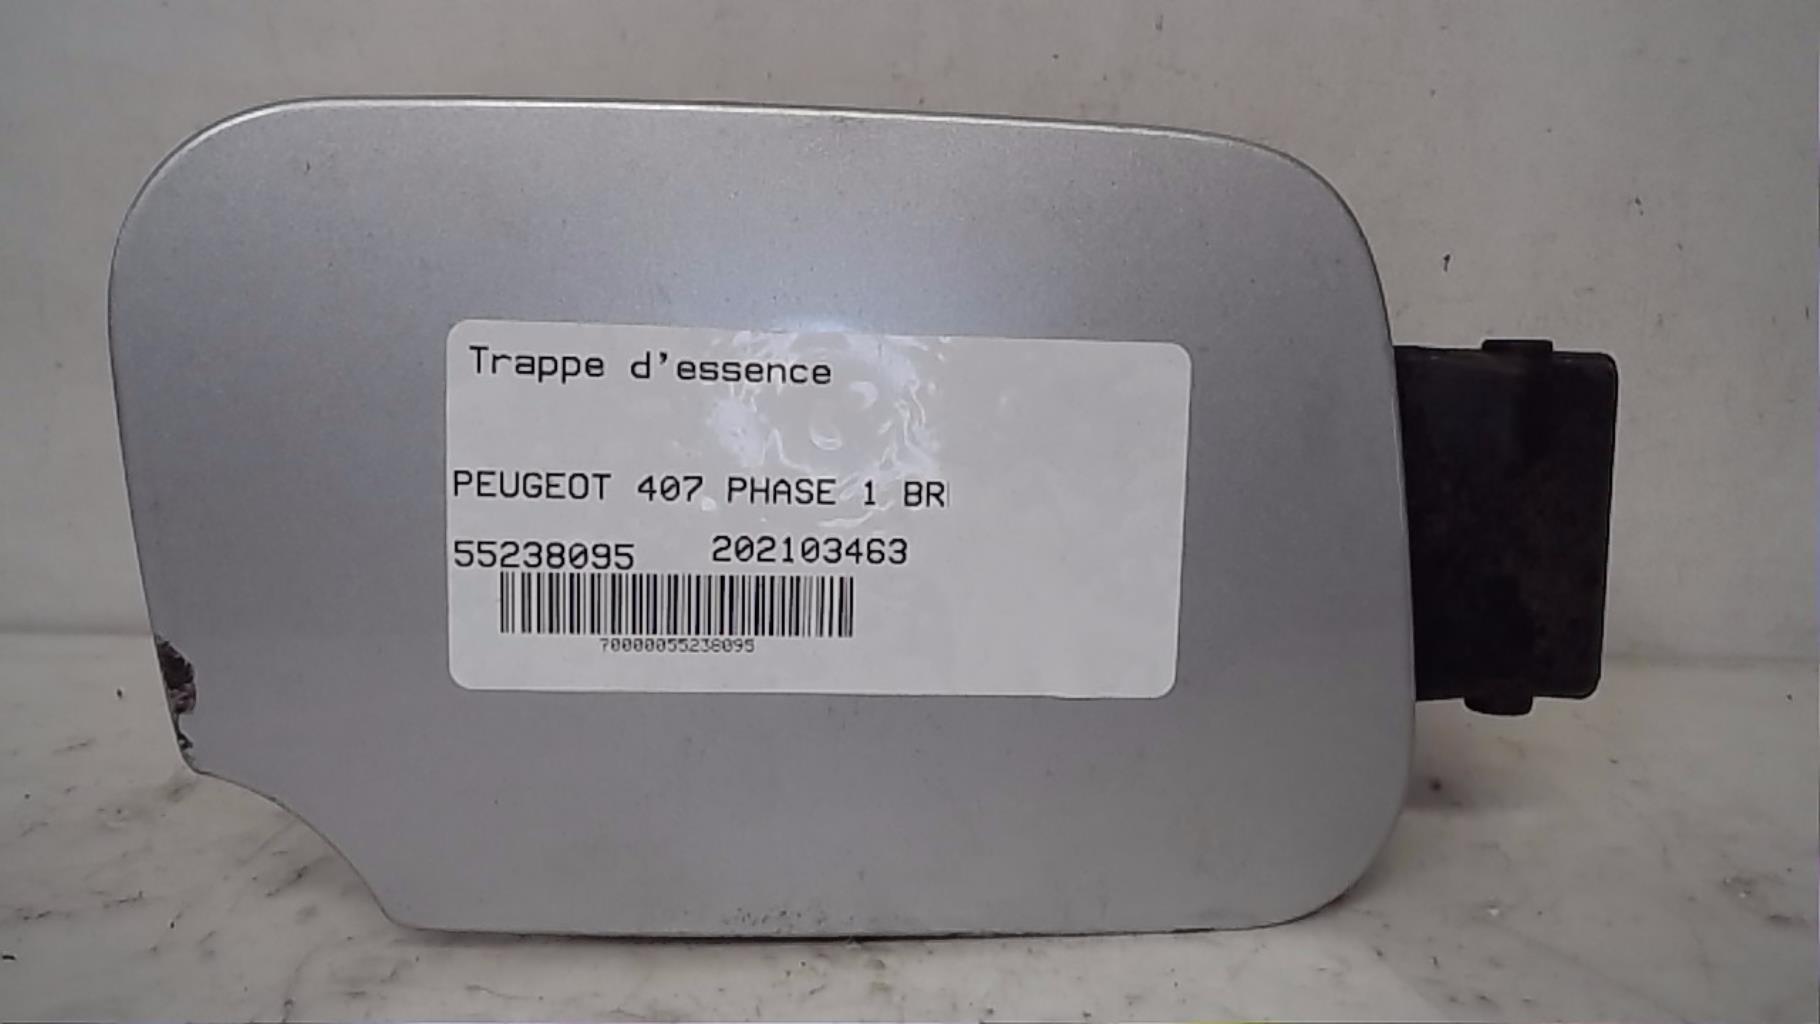 Trappe d'essence
PEUGEOT 407 PHASE 1 BR
55238095 202103463
70000055238095